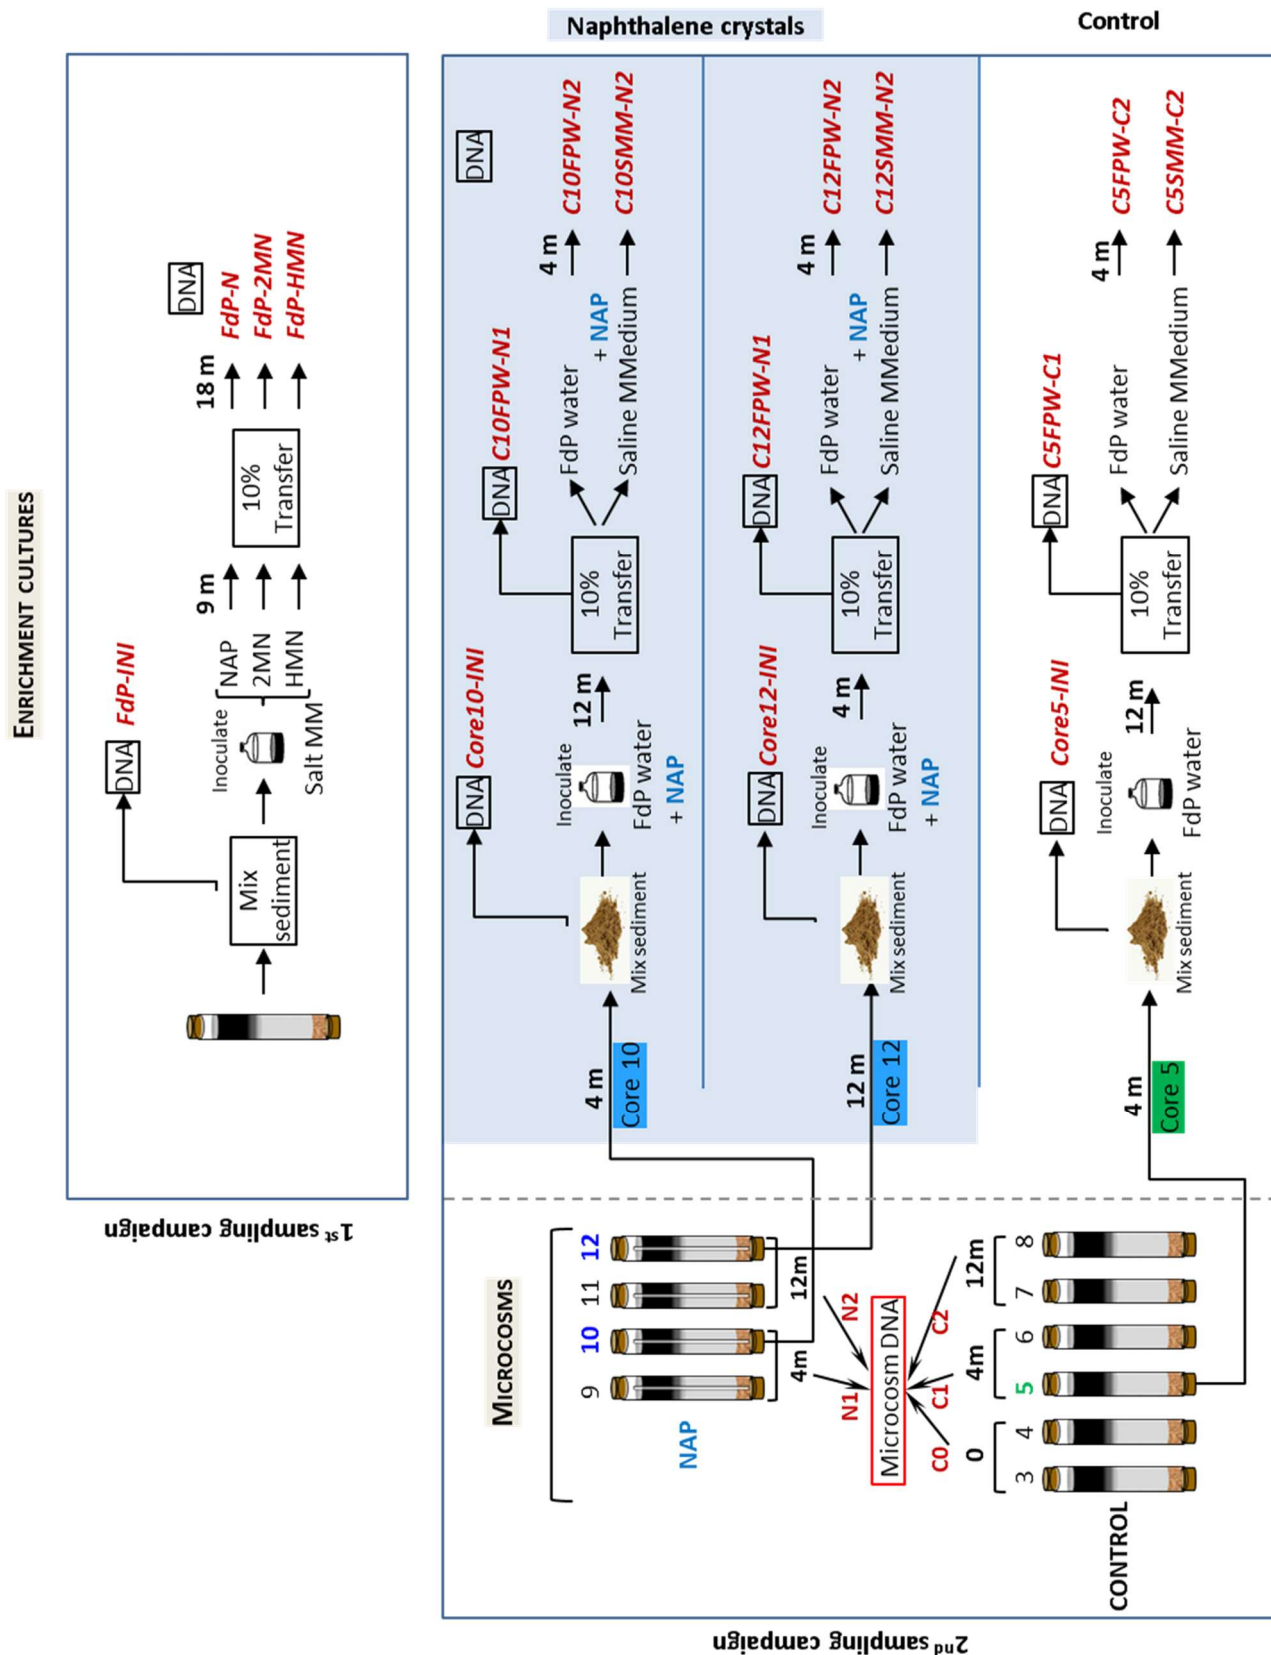 ENRICHMENT CULTURES
1st sampling campaign
Mix
sediment
DNA
FdP-INI
Inoculate
Salt MM
NAP
2MN
HMN
9 m
10%
Transfer
18 m
DNA
FdP-N
FdP-2MN
FdP-HMN
2nd sampling campaign
MICROCOSMS
NAP
9
10
11
12
4m
12m
N1
N2
Microcosm DNA
C0
C1
C2
0
4m
12m
3
4
5
6
7
8
CONTROL
Naphthalene crystals
4 m
Core 10
Mix sediment
DNA
Core10-INI
Inoculate
FdP water
+ NAP
12 m
10%
Transfer
DNA
C10FPW-N1
FdP water
+ NAP
Saline MMedium
4 m
DNA
C10FPW-N2
C10SMM-N2
12 m
Core 12
Mix sediment
DNA
Core12-INI
Inoculate
FdP water
+ NAP
4 m
10%
Transfer
DNA
C12FPW-N1
FdP water
+ NAP
Saline MMedium
4 m
C12FPW-N2
C12SMM-N2
Control
4 m
Core 5
Mix sediment
DNA
Core5-INI
Inoculate
FdP water
12 m
10%
Transfer
DNA
C5FPW-C1
FdP water
Saline MMedium
4 m
C5FPW-C2
C5SMM-C2